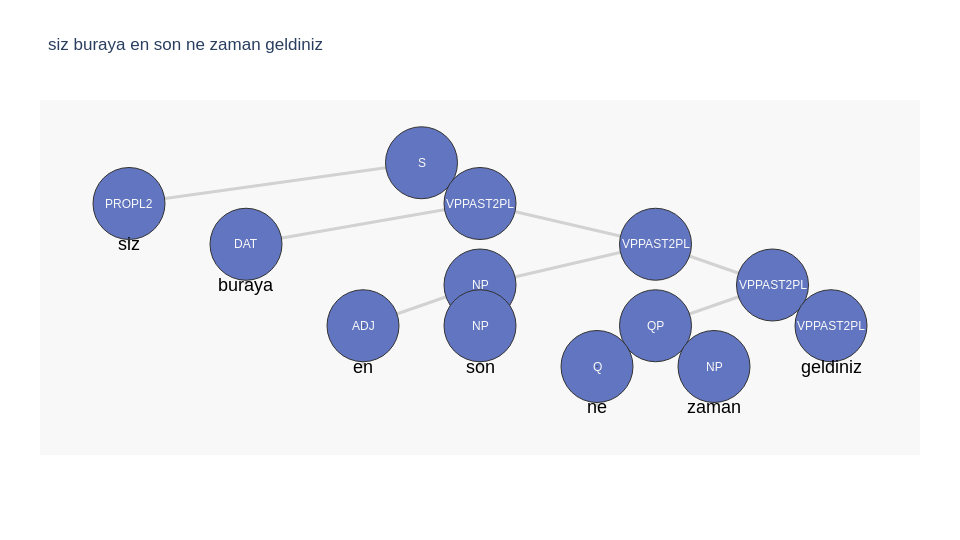 siz buraya en son ne zaman geldiniz
S
PROPL2
VPPAST2PL
siz
DAT
VPPAST2PL
buraya
NP
VPPAST2PL
ADJ
NP
QP
VPPAST2PL
en
son
Q
NP
geldiniz
ne
zaman